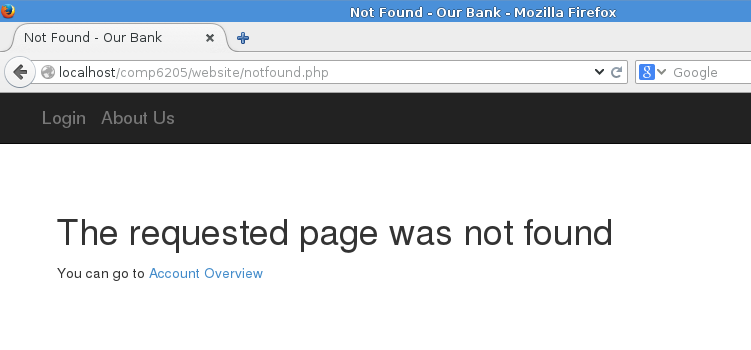 Not Found - Our Bank - Mozilla Firefox
Not Found - Our Bank
localhost/comp6205/website/notfound.php
Google
Login About Us
The requested page was not found
You can go to Account Overview